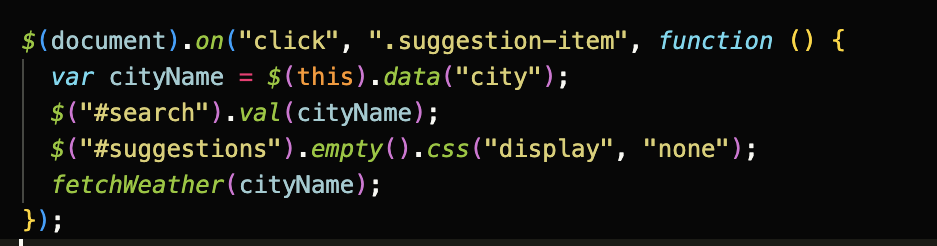 $(document).on("click", ".suggestion-item", function () {
  var cityName = $(this).data("city");
  $("#search").val(cityName);
  $("#suggestions").empty().css("display", "none");
  fetchWeather(cityName);
});